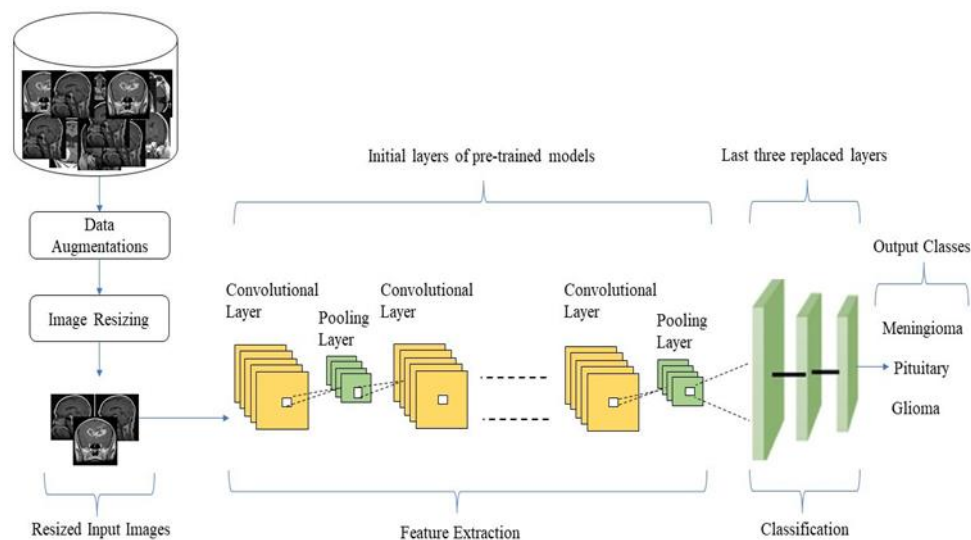 Initial layers of pre-trained models
Last three replaced layers
Data
Augmentations
Image Resizing
Output Classes
Convolutional
Layer
Pooling
Layer
Convolutional
Layer
Convolutional
Layer
Pooling
Layer
Meningioma
Pituitary
Glioma
Resized Input Images
Feature Extraction
Classification